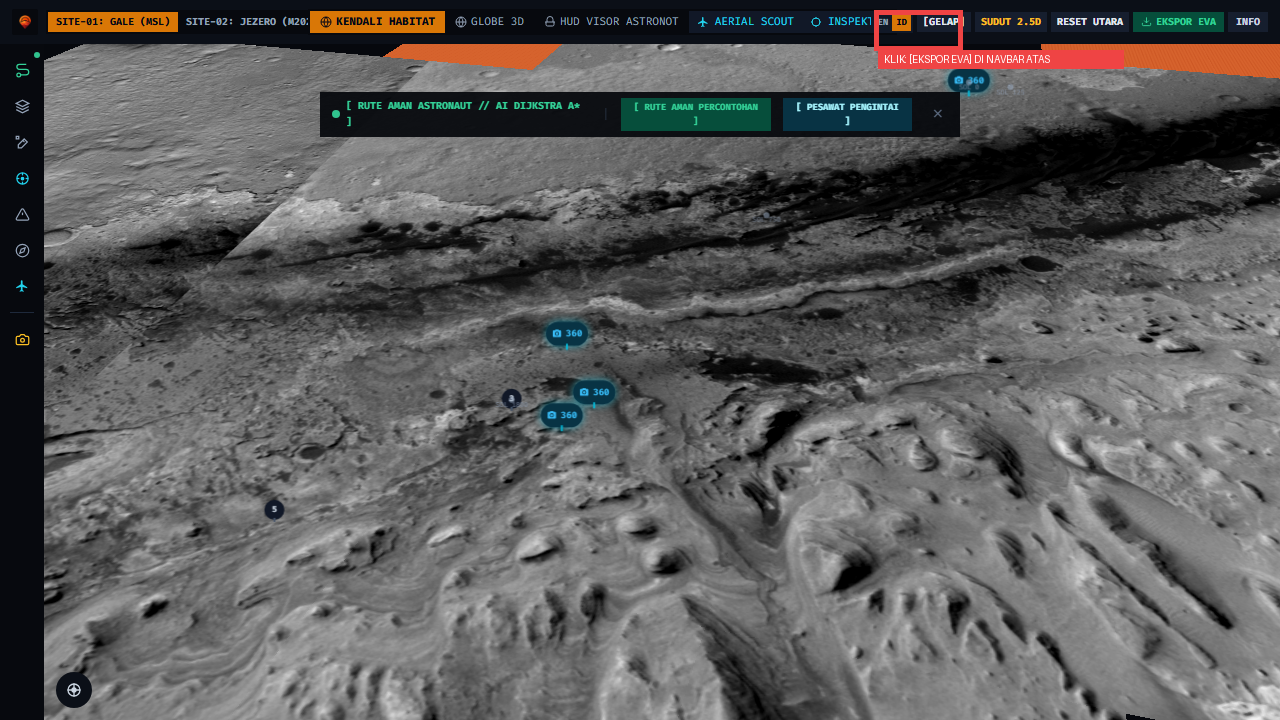 SITE-01: GALE (MSL)
SITE-02: JEZERO (M20
KENDALI HABITAT
GLOBE 3D
HUD VISOR ASTRONOT
AERIAL SCOUT
INSPEKT
EN
ID
[GELAP]
SUDUT 2.5D
RESET UTARA
EKSPOR EVA
INFO
KLIK: [EKSPOR EVA] DI NAVBAR ATAS
360
[ RUTE AMAN ASTRONAUT // AI DIJKSTRA A*
]
[ RUTE AMAN PERCONTOHAN
]
[ PESAWAT PENGINTAI
]
360
360
360
5